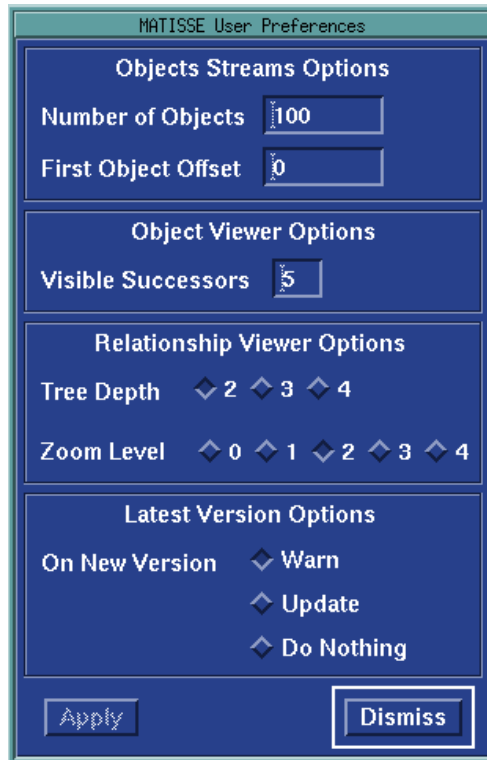 MATISSE User Preferences
Objects Streams Options
Number of Objects 100
First Object Offset 0
Object Viewer Options
Visible Successors 5
Relationship Viewer Options
Tree Depth 2 3 4
Zoom Level 0 1 2 3 4
Latest Version Options
On New Version Warn
Update
Do Nothing
Apply Dismiss